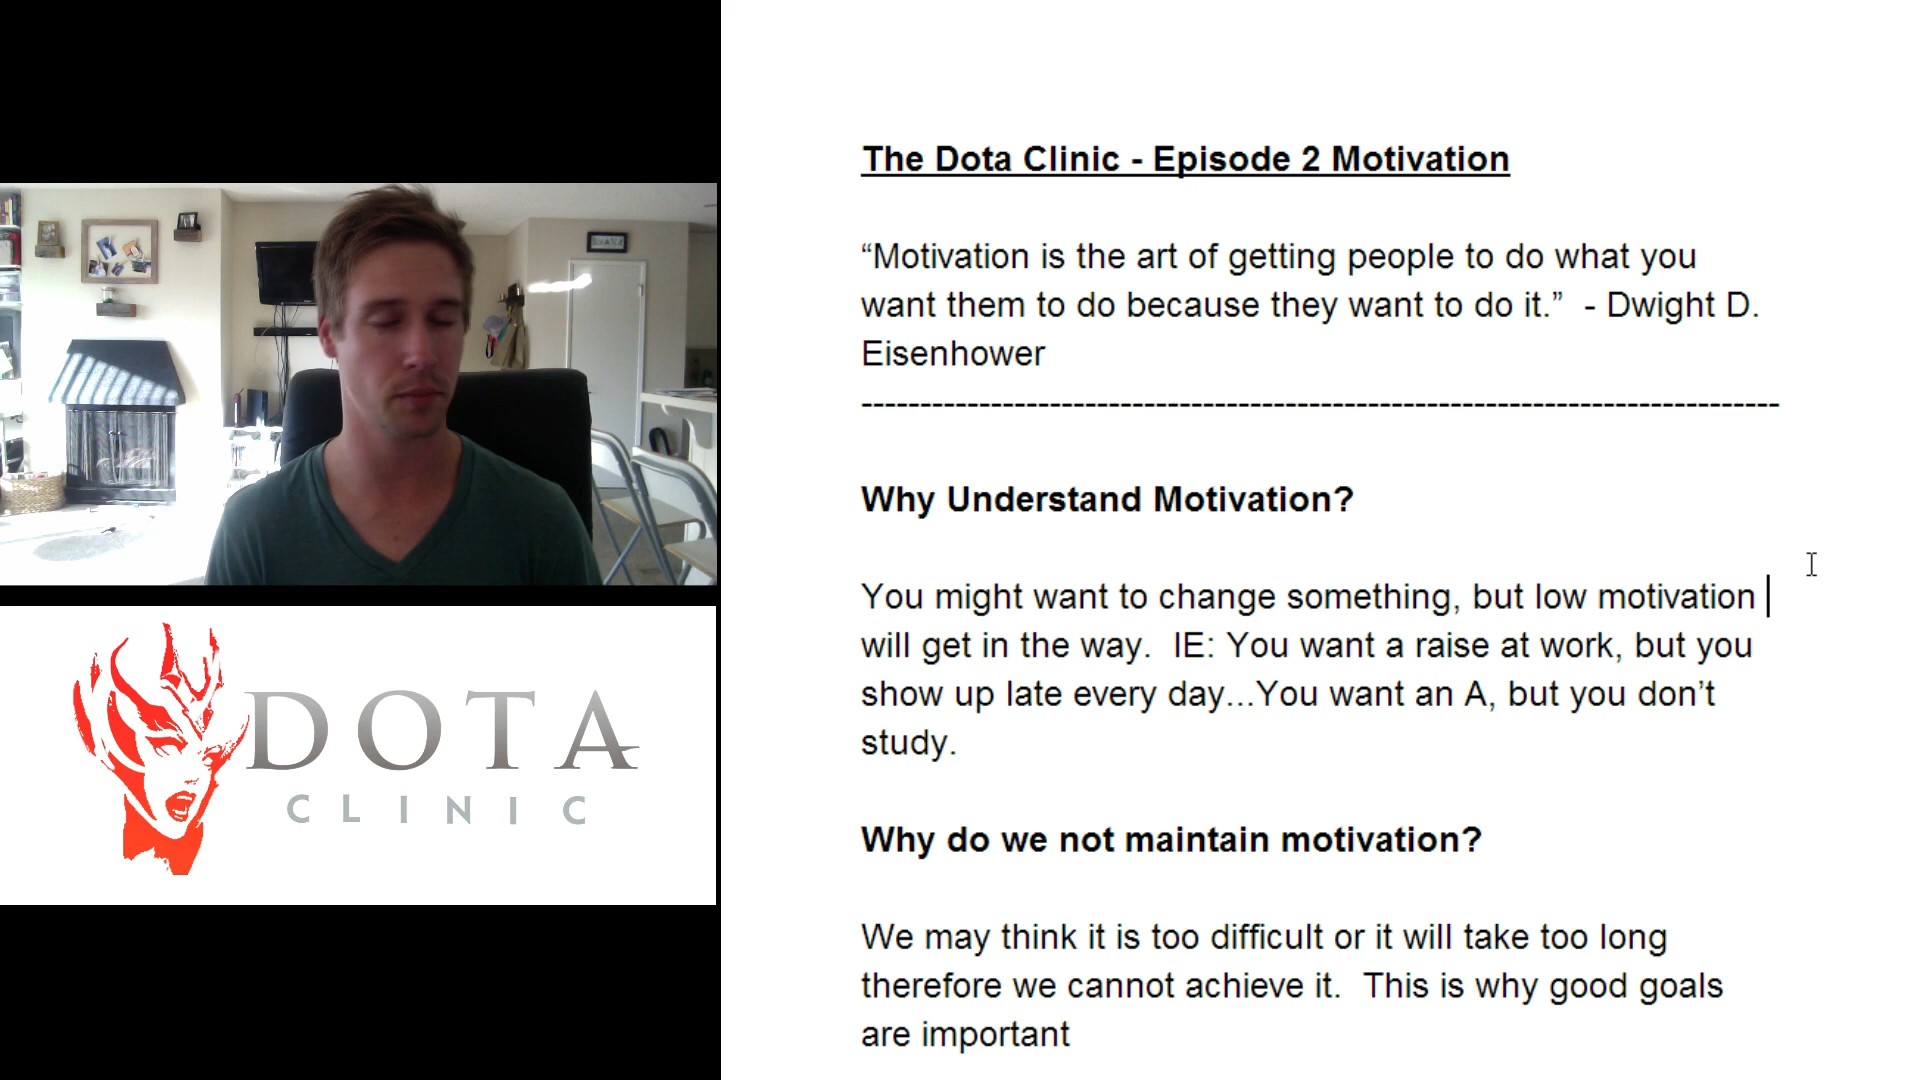 The Dota Clinic - Episode 2 Motivation
“Motivation is the art of getting people to do what you
want them to do because they want to do it.”  - Dwight D.
Eisenhower
--------------------------------------------------------------------------------
Why Understand Motivation?
You might want to change something, but low motivation
will get in the way.  IE: You want a raise at work, but you
show up late every day...You want an A, but you don’t
study.
Why do we not maintain motivation?
We may think it is too difficult or it will take too long
therefore we cannot achieve it.  This is why good goals
are important
DOTA
CLINIC